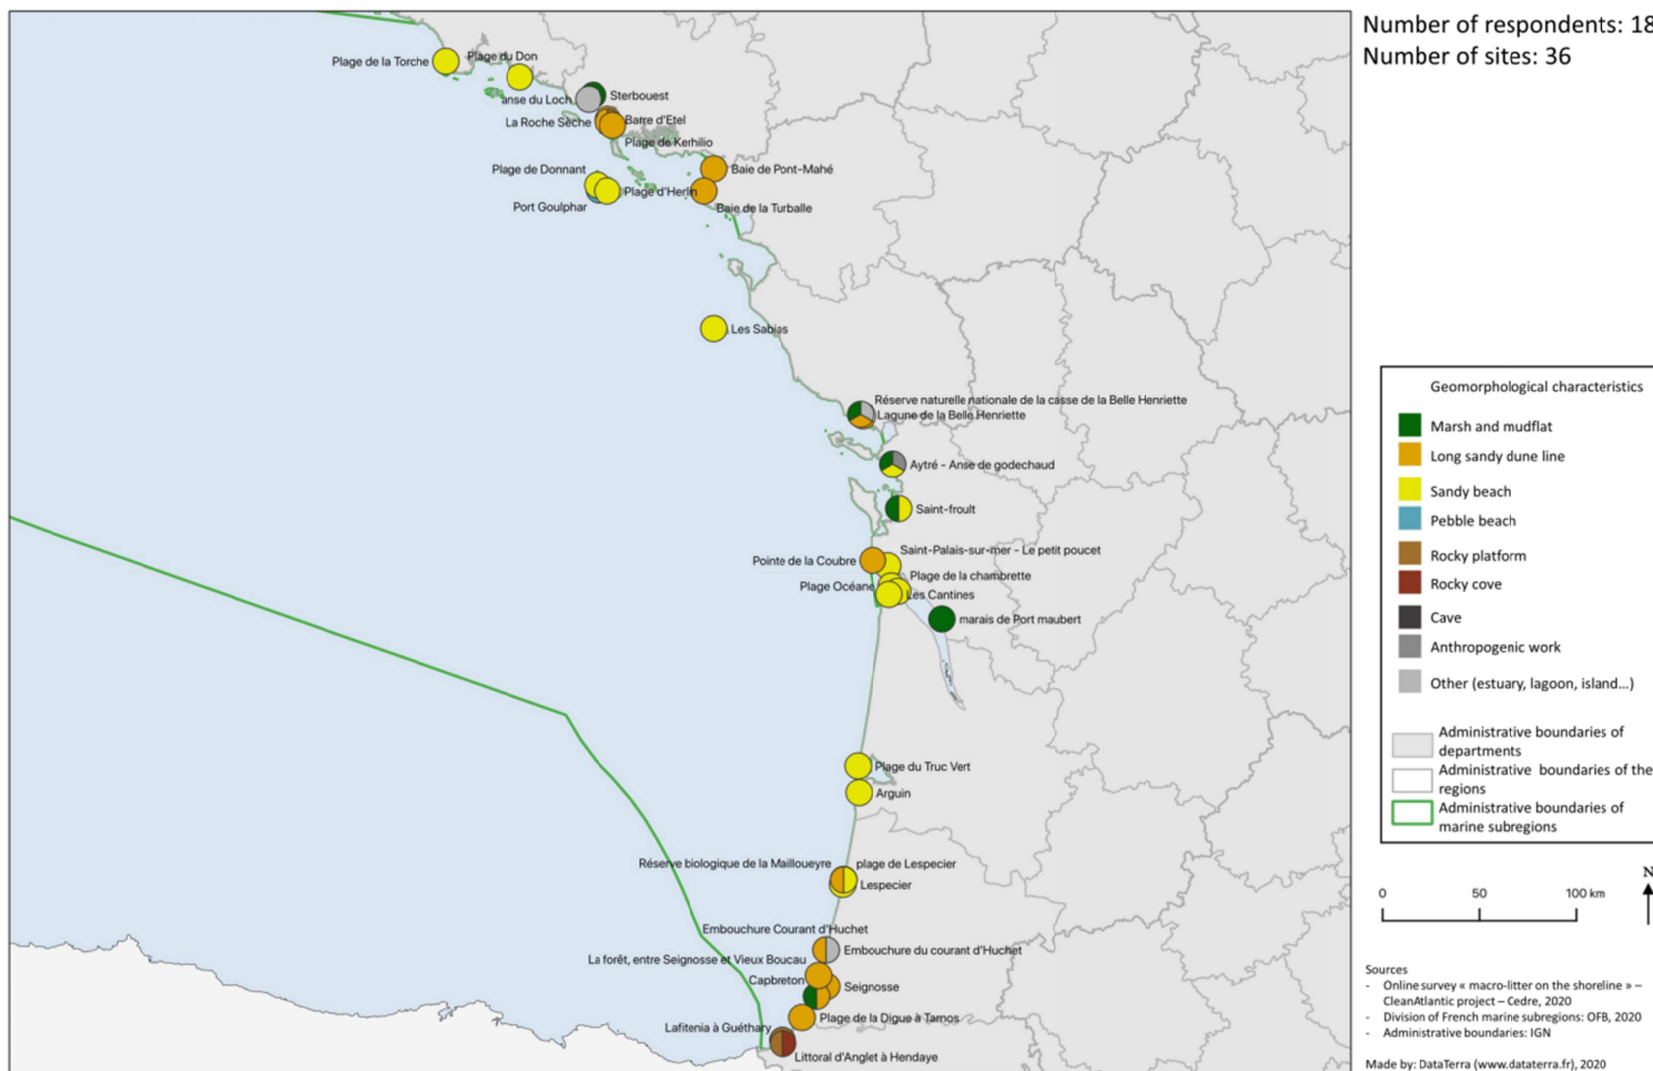 Number of respondents: 18
Number of sites: 36
Plage de la Torche
Plage du Don
anse du Loch
Sterbouest
La Roche Sèche
Barre d'Etel
Plage de Kerhilio
Plage de Donnant
Plage d'Herlin
Port Goulphar
Baie de Pont-Mahé
Baie de la Turballe
Les Sabias
Réserve naturelle nationale de la casse de la Belle Henriette
Lagune de la Belle Henriette
Aytré - Anse de godechaud
Saint-froult
Pointe de la Coubre
Saint-Palais-sur-mer - Le petit poucet
Plage de la chambrette
Plage Océane
Les Cantines
marais de Port maubert
Plage du Truc Vert
Arguin
Réserve biologique de la Mailloueyre
plage de Lespecier
Lespecier
Embouchure Courant d'Huchet
Embouchure du courant d'Huchet
La forêt, entre Seignosse et Vieux Boucau
Capbreton
Seignosse
Plage de la Digue à Tarnos
Lafitenia à Guéthary
Littoral d'Anglet à Hendaye
Geomorphological characteristics
Marsh and mudflat
Long sandy dune line
Sandy beach
Pebble beach
Rocky platform
Rocky cove
Cave
Anthropogenic work
Other (estuary, lagoon, island...)
Administrative boundaries of
departments
Administrative boundaries of the
regions
Administrative boundaries of
marine subregions
N
0 50 100 km
Sources
- Online survey « macro-litter on the shoreline » –
CleanAtlantic project – Cedre, 2020
- Division of French marine subregions: OFB, 2020
- Administrative boundaries: IGN
Made by: DataTerra (www.dataterra.fr), 2020